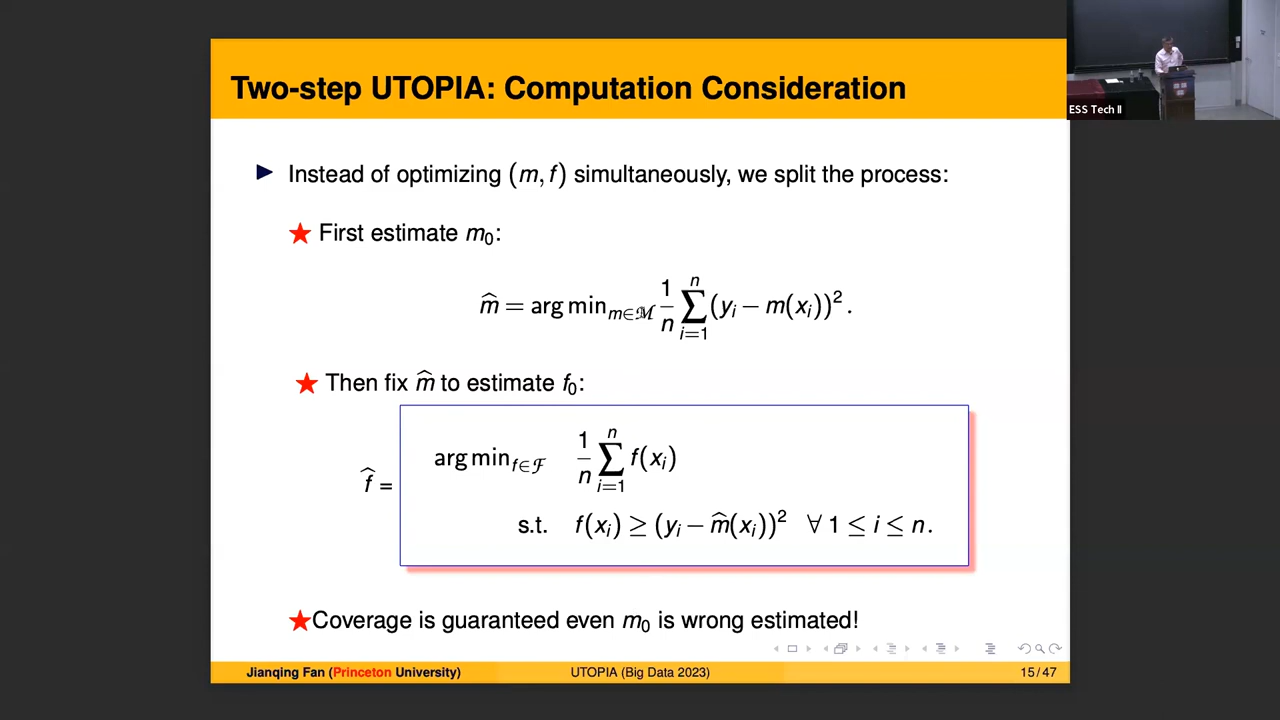 Two-step UTOPIA: Computation Consideration
ESS Tech II
Instead of optimizing (m, f) simultaneously, we split the process:
First estimate m₀:
m̂ = arg min_{m∈ℳ} 1/n ∑_{i=1}^{n} (y_i − m(x_i))².
Then fix m̂ to estimate f₀:
f̂ =
arg min_{f∈ℱ} 1/n ∑_{i=1}^{n} f(x_i)
s.t. f(x_i) ≥ (y_i − m̂(x_i))² ∀ 1 ≤ i ≤ n.
Coverage is guaranteed even m₀ is wrong estimated!
Jianqing Fan (Princeton University) UTOPIA (Big Data 2023) 15 / 47